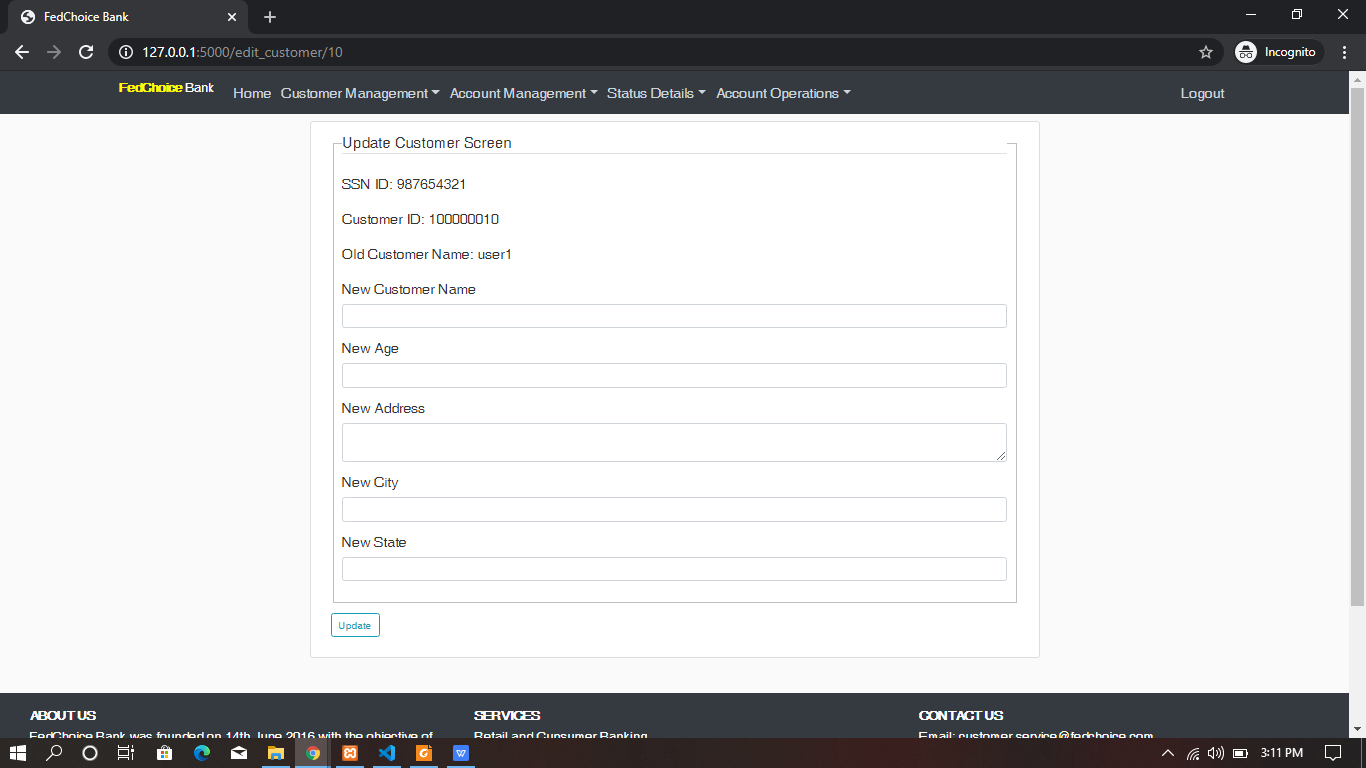 FedChoice Bank
127.0.0.1:5000/edit_customer/10
Incognito
FedChoice Bank Home Customer Management Account Management Status Details Account Operations Logout
Update Customer Screen
SSN ID: 987654321
Customer ID: 100000010
Old Customer Name: user1
New Customer Name
New Age
New Address
New City
New State
Update
ABOUT US
FedChoice Bank was founded on 14th June 2016 with the objective of
SERVICES
Retail and Cunsumer Banking
CONTACT US
Email: customer.service@fedchoice.com
3:11 PM